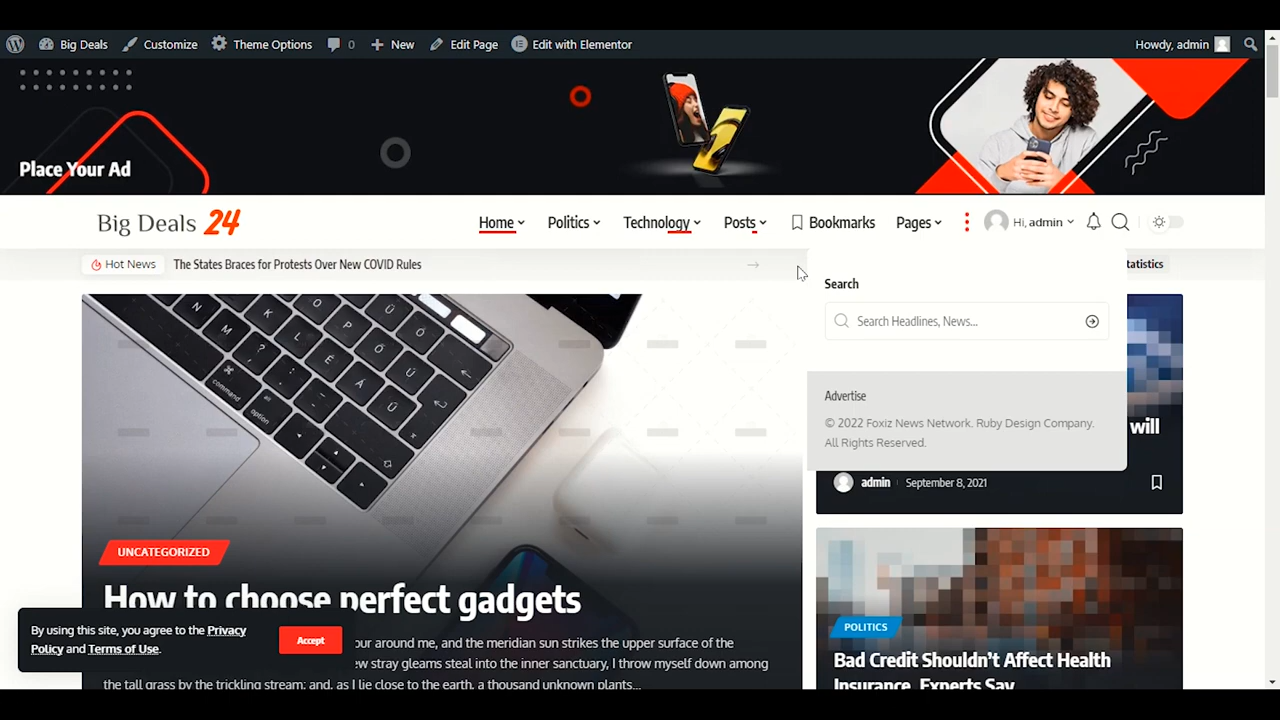 Big Deals Customize Theme Options 0 New Edit Page Edit with Elementor Howdy, admin
Place Your Ad
Big Deals 24 Home Politics Technology Posts Bookmarks Pages Hi, admin
Hot News The States Braces for Protests Over New COVID Rules
tatistics
Search
Search Headlines, News...
Advertise
© 2022 Foxiz News Network. Ruby Design Company.
All Rights Reserved.
will
admin September 8, 2021
UNCATEGORIZED
How to choose perfect gadgets
our around me, and the meridian sun strikes the upper surface of the
ew stray gleams steal into the inner sanctuary, I throw myself down among
the tall grass by the trickling stream; and, as I lie close to the earth, a thousand unknown plants...
By using this site, you agree to the Privacy
Policy and Terms of Use.
Accept
POLITICS
Bad Credit Shouldn't Affect Health
Insurance, Experts Say